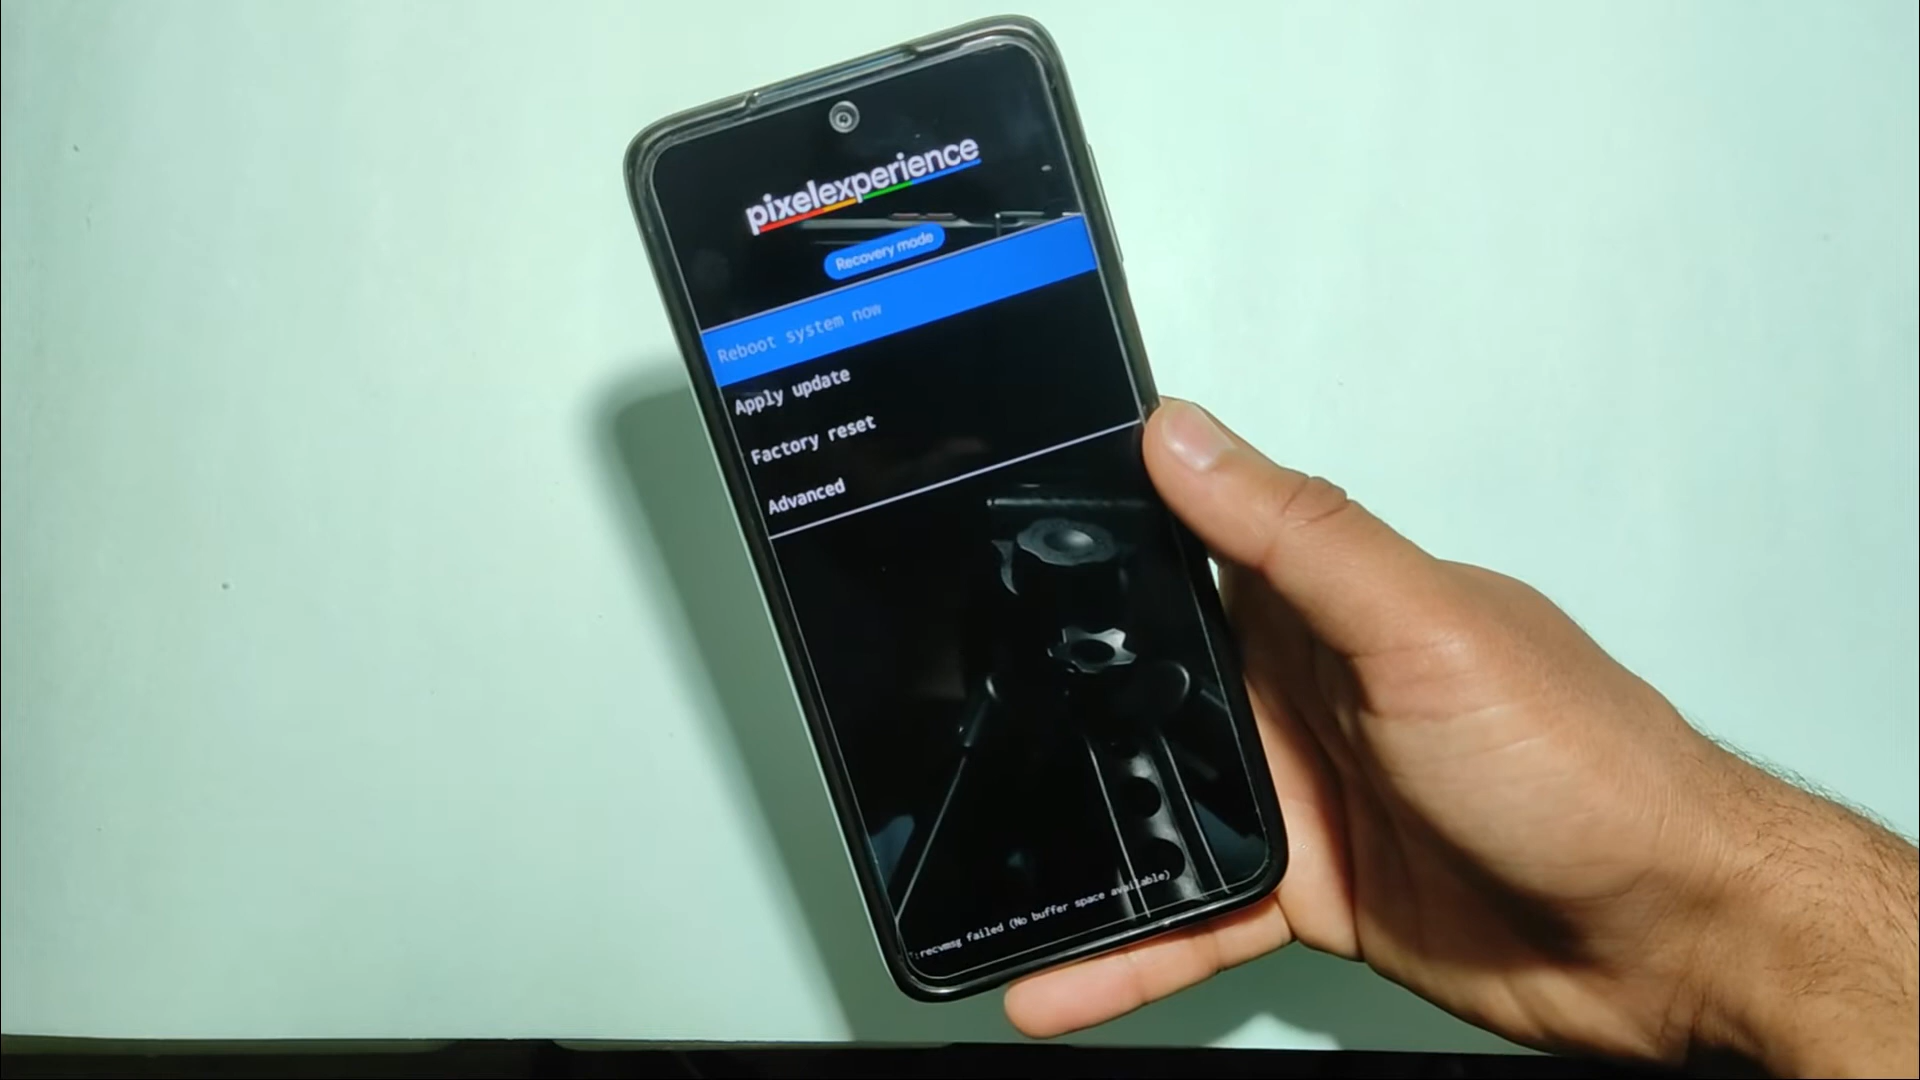 pixelexperience
Recovery mode
Reboot system now
Apply update
Factory reset
Advanced
:recvmsg failed (No buffer space available)